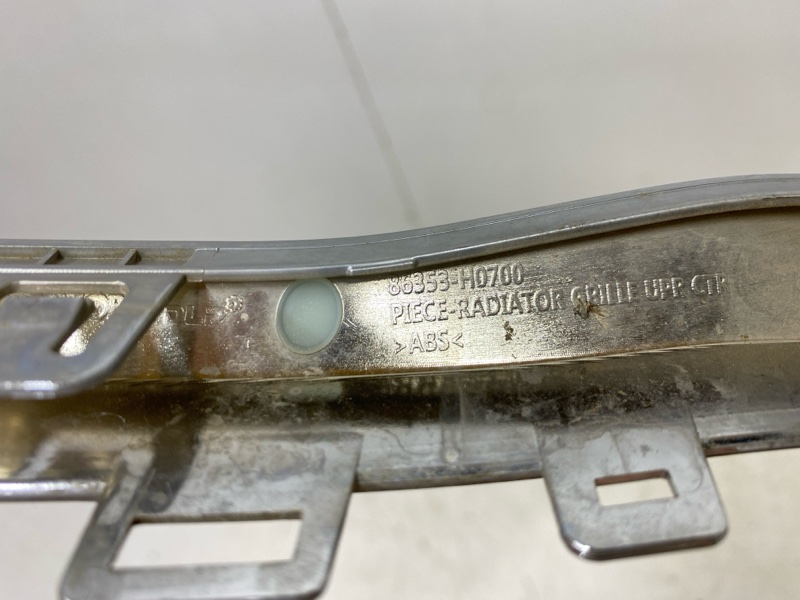 86353-H0700
PIECE-RADIATOR GRILLE UPR CTR
>ABS<